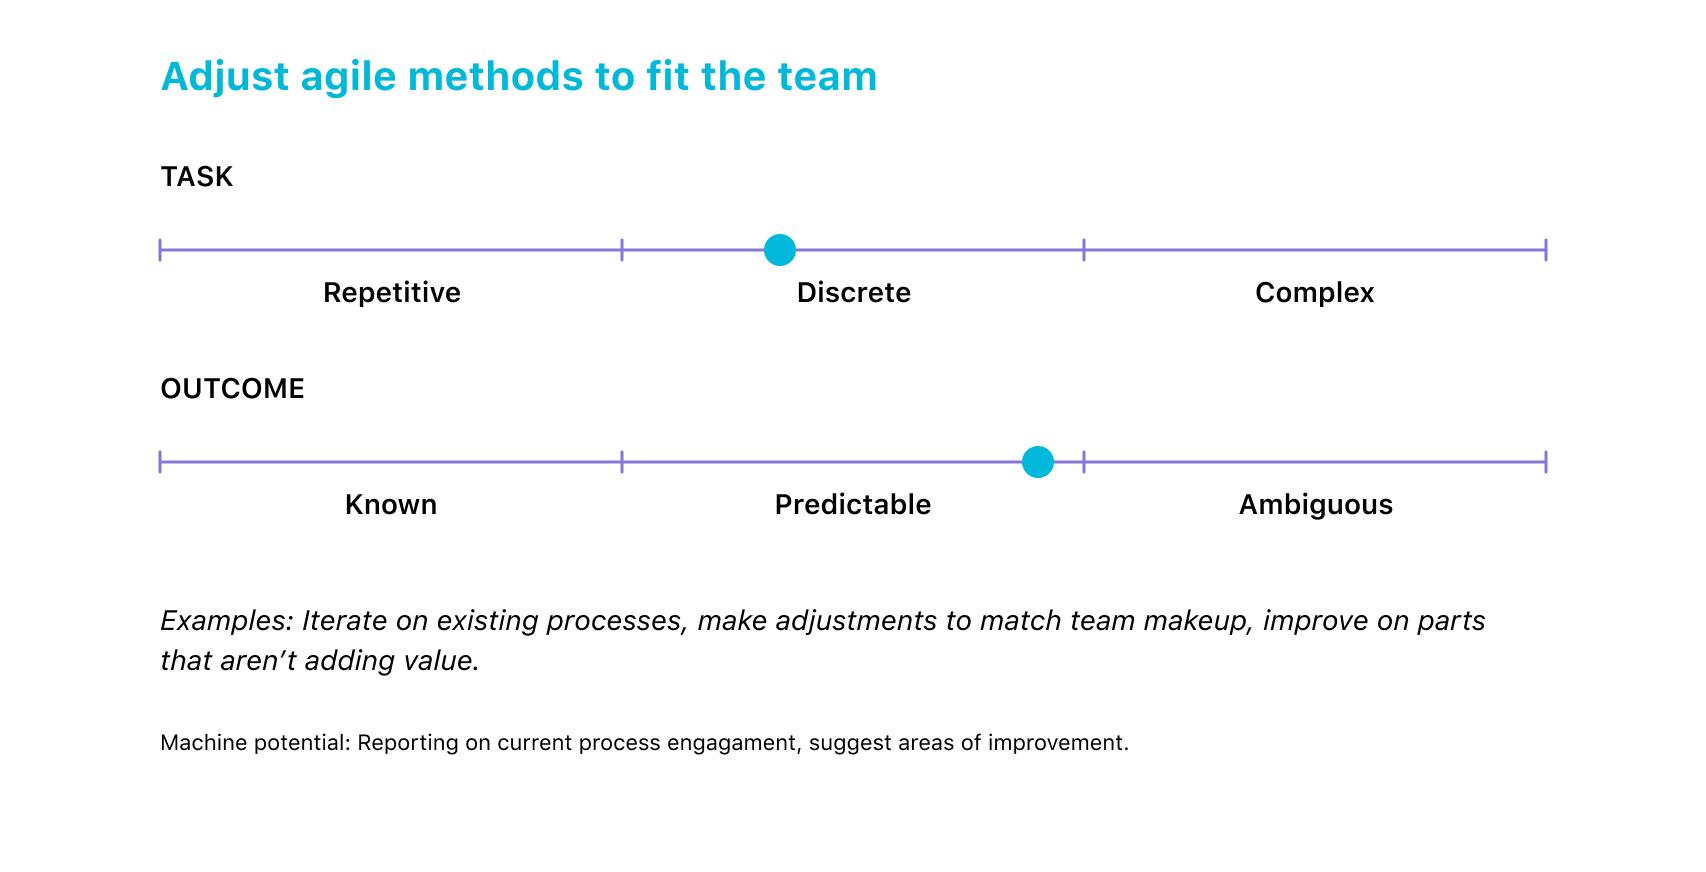 Adjust agile methods to fit the team
TASK
Repetitive Discrete Complex
OUTCOME
Known Predictable Ambiguous
Examples: Iterate on existing processes, make adjustments to match team makeup, improve on parts
that aren’t adding value.
Machine potential: Reporting on current process engagament, suggest areas of improvement.